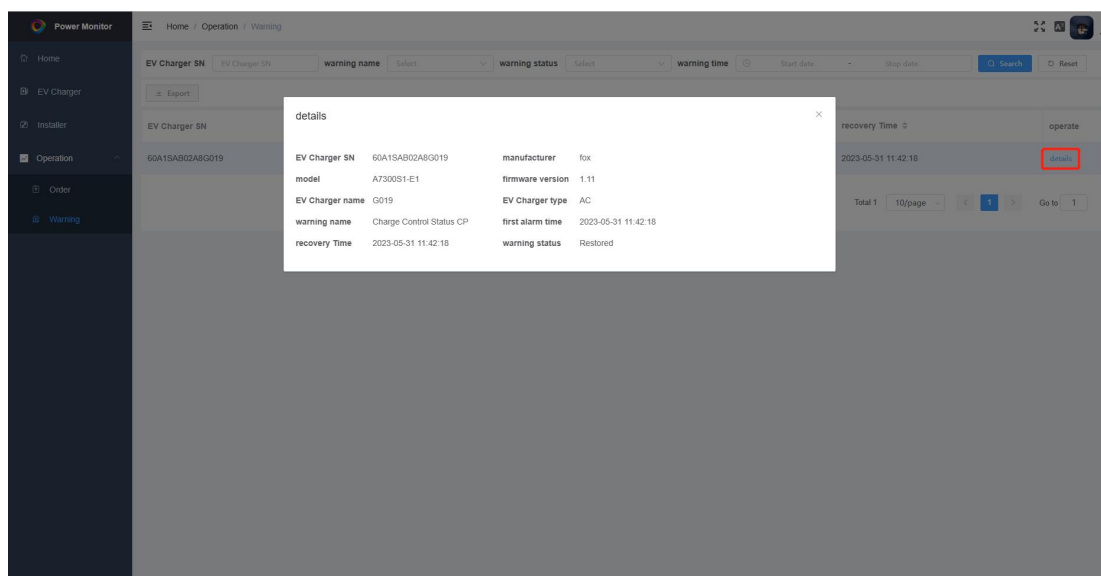 Power Monitor
Home / Operation / Warning
Home
EV Charger SN EV Charger SN warning name Select warning status Select warning time Start date - Stop date Search Reset
EV Charger
Export
Installer
EV Charger SN
recovery Time
operate
Operation
60A1SAB02A8G019
2023-05-31 11:42:18
details
Order
Total 1 10/page 1 Go to 1
Warning
details
EV Charger SN 60A1SAB02A8G019 manufacturer fox
model A7300S1-E1 firmware version 1.11
EV Charger name G019 EV Charger type AC
warning name Charge Control Status CP first alarm time 2023-05-31 11:42:18
recovery Time 2023-05-31 11:42:18 warning status Restored